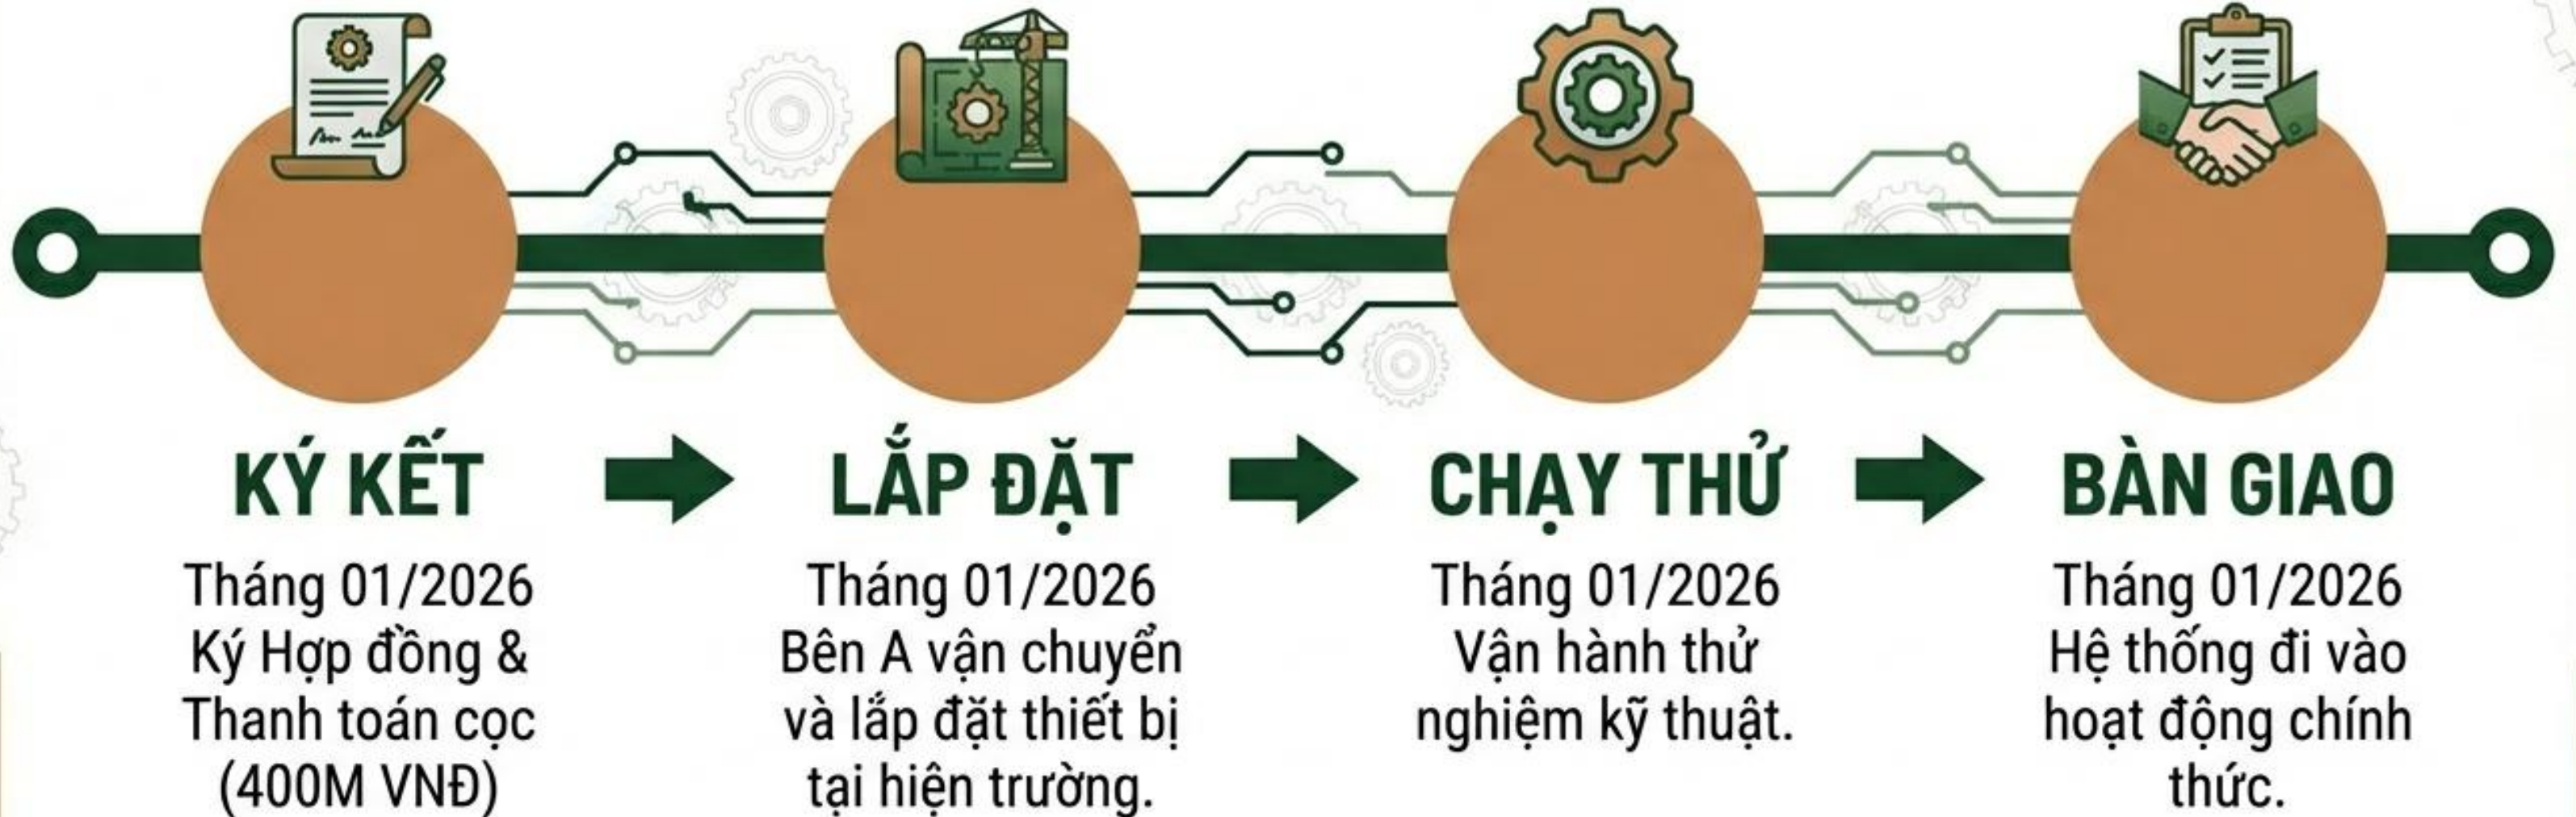 KÝ KẾT
Tháng 01/2026
Ký Hợp đồng &
Thanh toán cọc
(400M VNĐ)
LẮP ĐẶT
Tháng 01/2026
Bên A vận chuyển
và lắp đặt thiết bị
tại hiện trường.
CHẠY THỬ
Tháng 01/2026
Vận hành thử
nghiệm kỹ thuật.
BÀN GIAO
Tháng 01/2026
Hệ thống đi vào
hoạt động chính
thức.